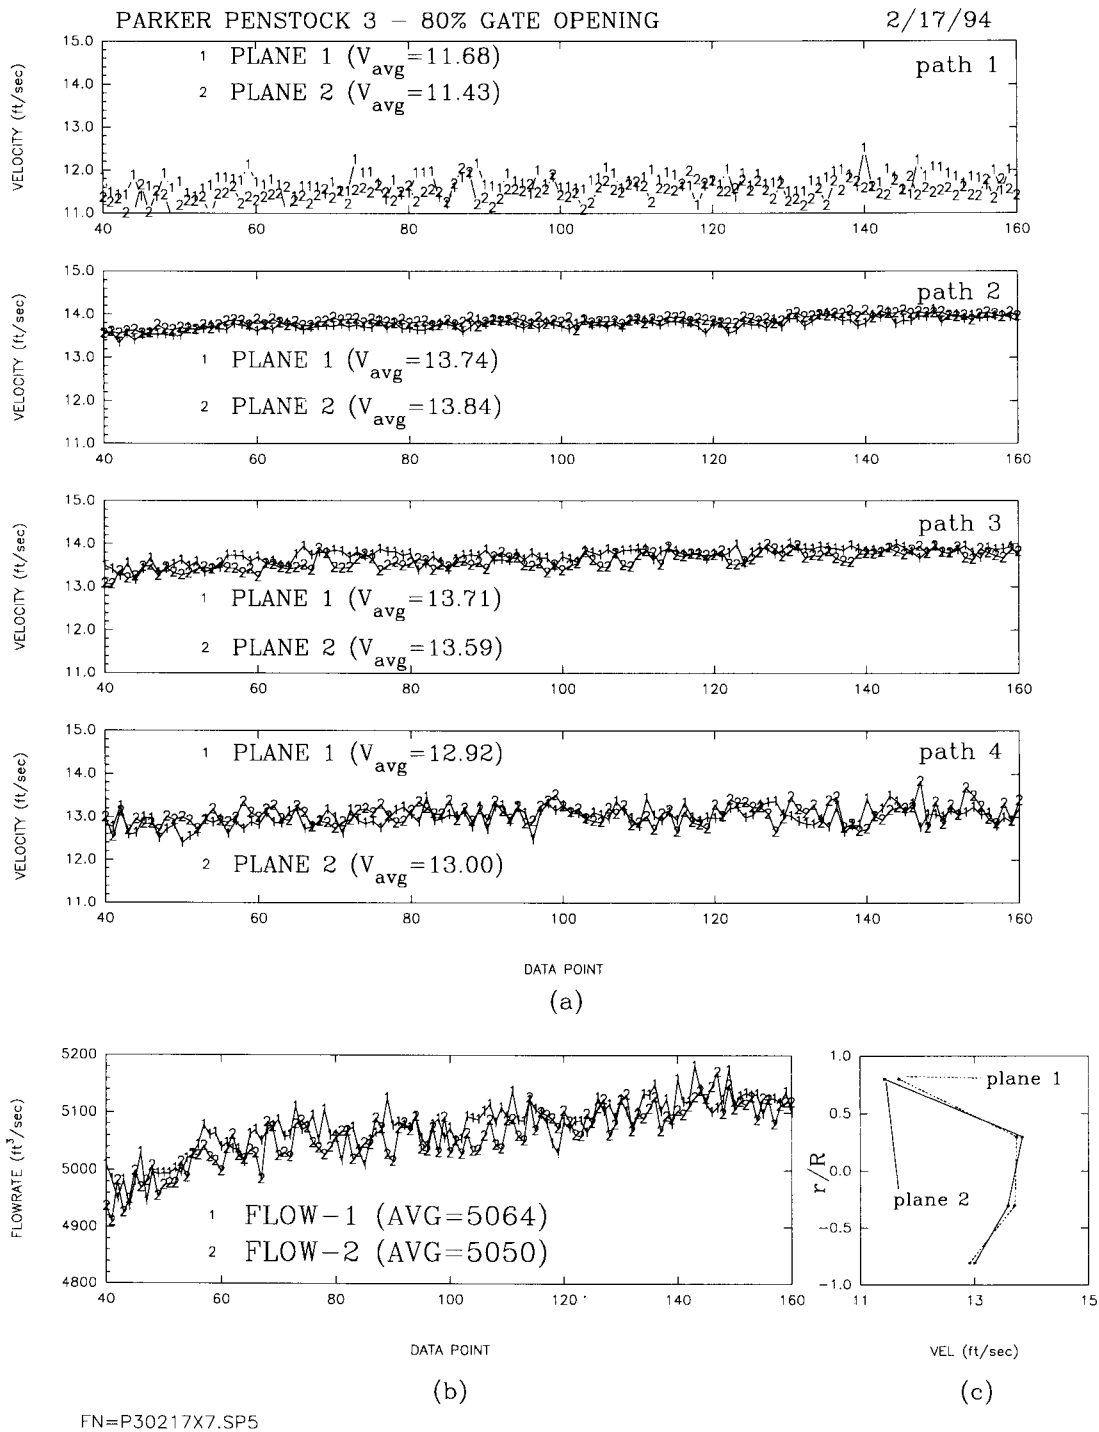 PARKER PENSTOCK 3 – 80% GATE OPENING 2/17/94
15.0
14.0
13.0
12.0
11.0
VELOCITY (ft/sec)
1 PLANE 1 (Vavg=11.68)
2 PLANE 2 (Vavg=11.43)
path 1
40 60 80 100 120 140 160
15.0
14.0
13.0
12.0
11.0
VELOCITY (ft/sec)
path 2
1 PLANE 1 (Vavg=13.74)
2 PLANE 2 (Vavg=13.84)
40 60 80 100 120 140 160
15.0
14.0
13.0
12.0
11.0
VELOCITY (ft/sec)
path 3
1 PLANE 1 (Vavg=13.71)
2 PLANE 2 (Vavg=13.59)
40 60 80 100 120 140 160
15.0
14.0
13.0
12.0
11.0
VELOCITY (ft/sec)
1 PLANE 1 (Vavg=12.92)
path 4
2 PLANE 2 (Vavg=13.00)
40 60 80 100 120 140 160
DATA POINT
(a)
5200
5100
5000
4900
4800
FLOWRATE (ft³/sec)
1 FLOW–1 (AVG=5064)
2 FLOW–2 (AVG=5050)
40 60 80 100 120 140 160
DATA POINT
(b)
1.0
0.5
0.0
–0.5
–1.0
r/R
plane 1
plane 2
11 13 15
VEL (ft/sec)
(c)
FN=P30217X7.SP5